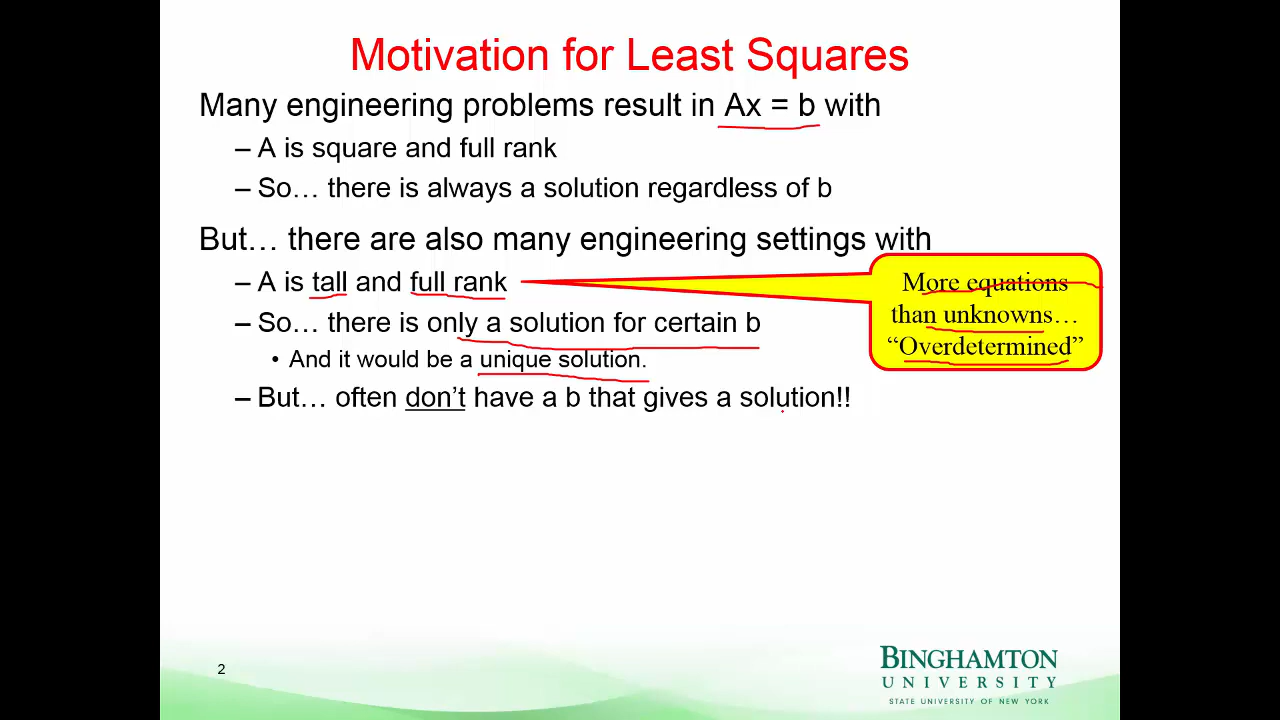 Motivation for Least Squares
Many engineering problems result in Ax = b with
– A is square and full rank
– So… there is always a solution regardless of b
But… there are also many engineering settings with
– A is tall and full rank
– So… there is only a solution for certain b
• And it would be a unique solution.
– But… often don’t have a b that gives a solution!!
More equations
than unknowns…
“Overdetermined”
2
BINGHAMTON
UNIVERSITY
STATE UNIVERSITY OF NEW YORK